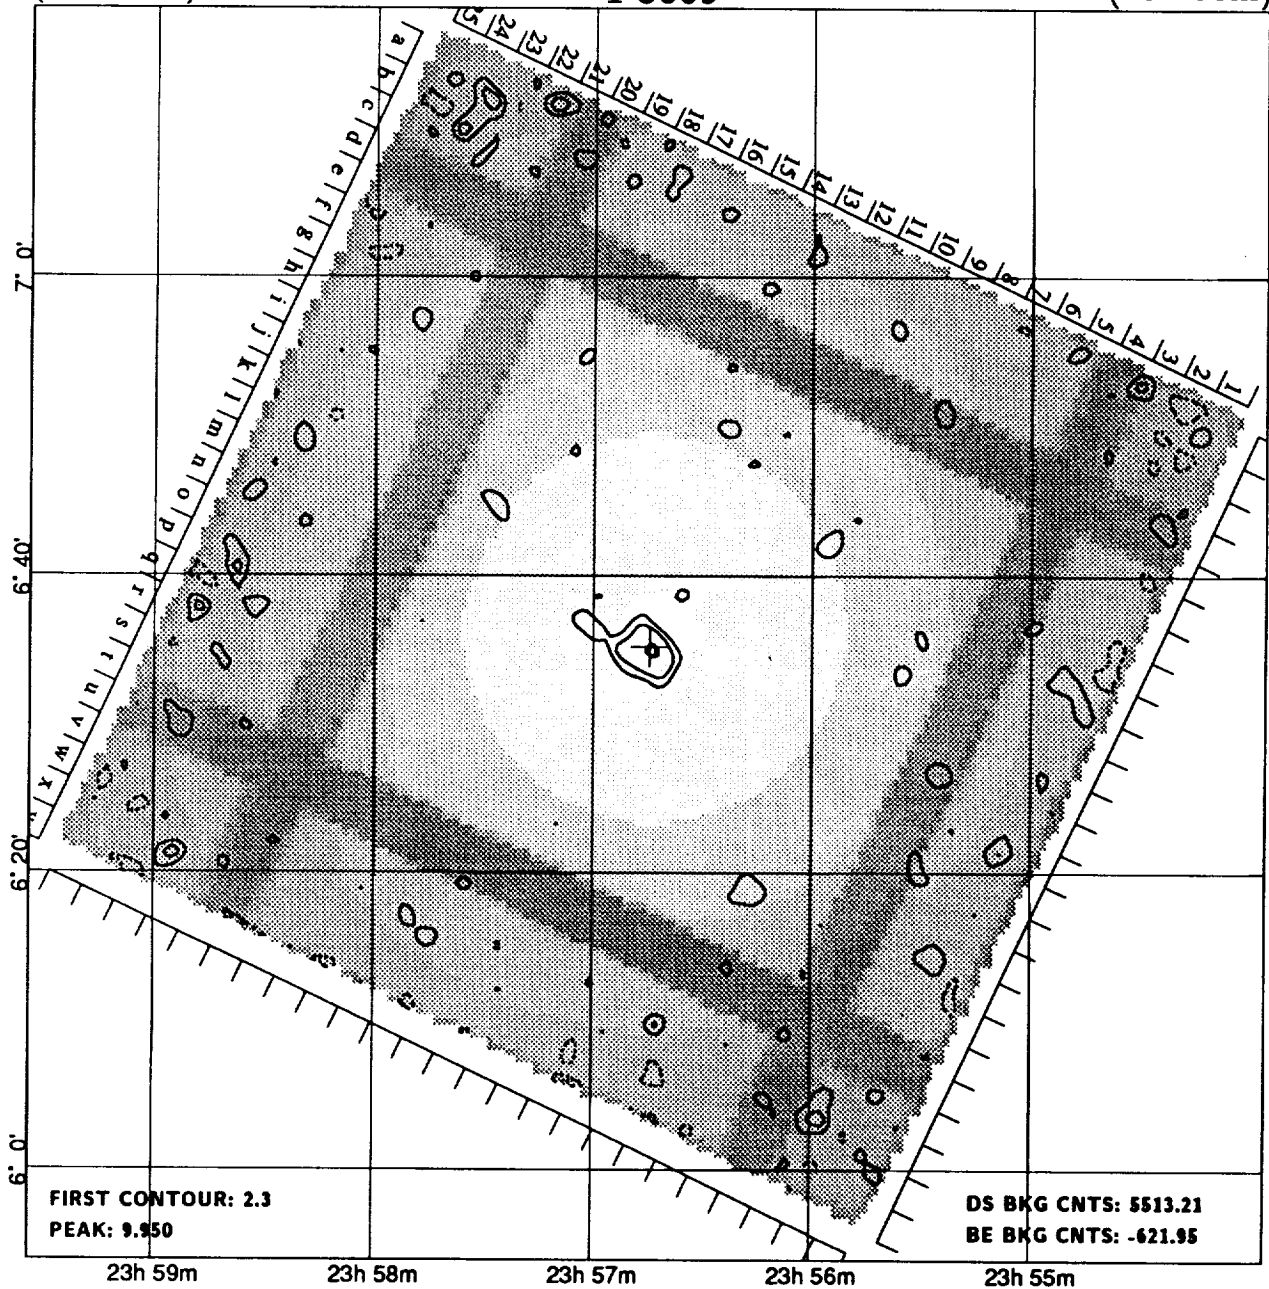 25 24 23 22 21 20 19 18 17 16 15 14 13 12 11 10 9 8 7 6 5 4 3 2 1
a b c d e f g h i j k l m n o p q r s t u v w x
7° 0'
6° 40'
6° 20'
6° 0'
FIRST CONTOUR: 2.3
PEAK: 9.950
DS BKG CNTS: 5513.21
BE BKG CNTS: -621.95
23h 59m 23h 58m 23h 57m 23h 56m 23h 55m